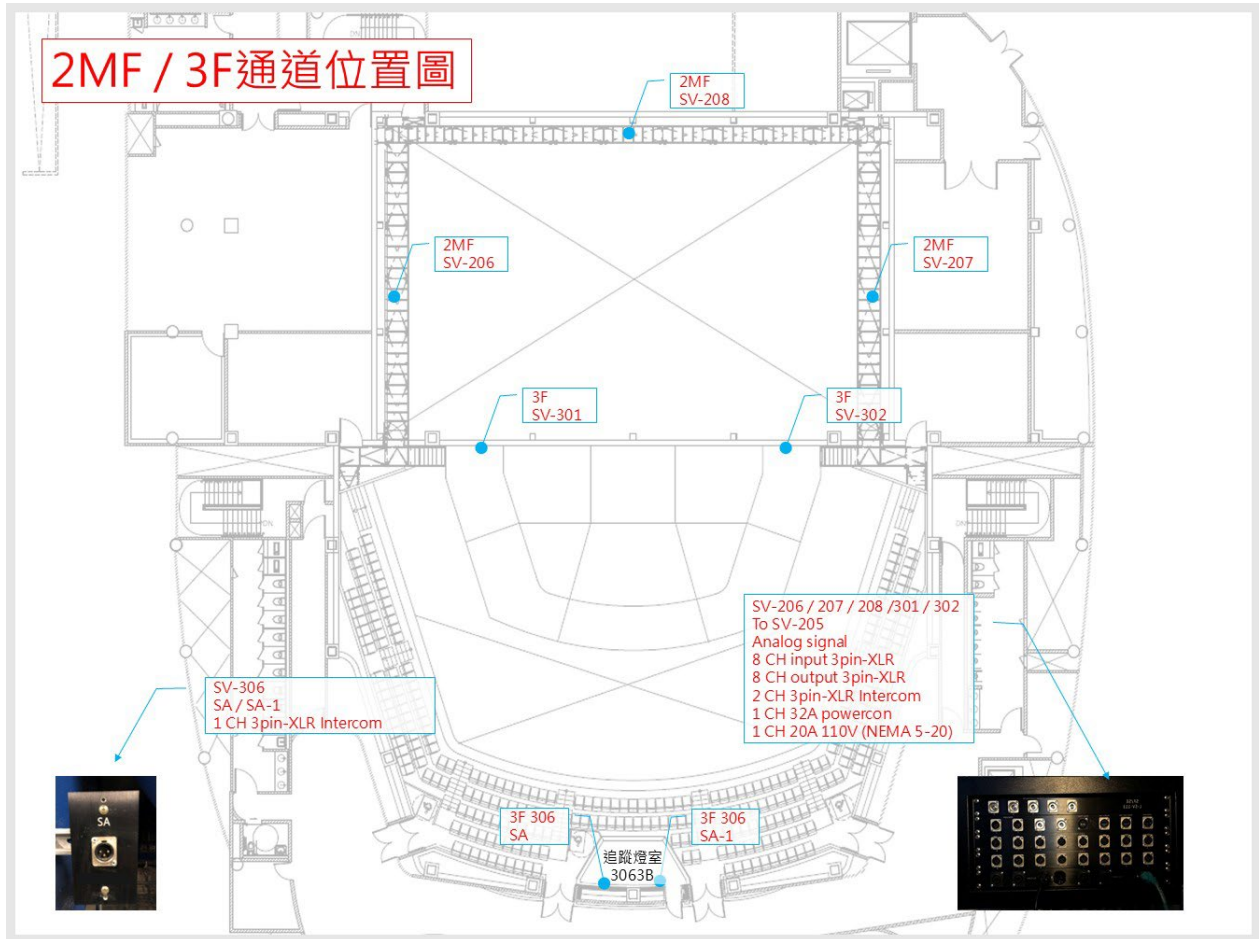 2MF / 3F通道位置圖
2MF
SV-208
2MF
SV-206
2MF
SV-207
3F
SV-301
3F
SV-302
DN
DN
DN
SV-206 / 207 / 208 /301 / 302
To SV-205
Analog signal
8 CH input 3pin-XLR
8 CH output 3pin-XLR
2 CH 3pin-XLR Intercom
1 CH 32A powercon
1 CH 20A 110V (NEMA 5-20)
SV-306
SA / SA-1
1 CH 3pin-XLR Intercom
SA
3F 306
SA
3F 306
SA-1
追蹤燈室
3063B